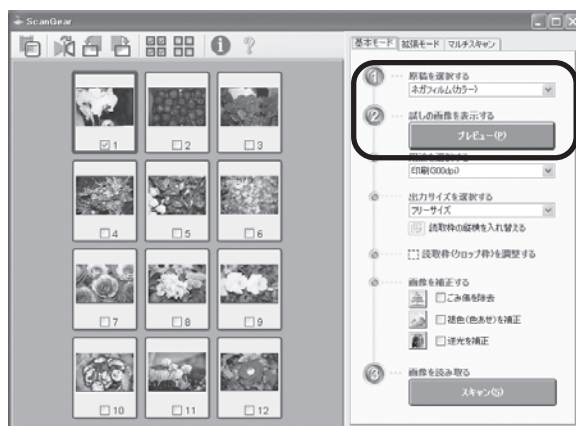 ScanGear
基本モード 拡張モード マルチスキャン
① 原稿を選択する
ネガフィルム(カラー)
② 試しの画像を表示する
プレビュー(P)
印刷(300dpi)
出力サイズを選択する
フリーサイズ
読取枠の縦横を入れ替える
読取枠(クロップ枠)を調整する
画像を補正する
ごみ傷を除去
褪色(色あせ)を補正
逆光を補正
③ 画像を読み取る
スキャン(S)
1
2
3
4
5
6
7
8
9
10
11
12